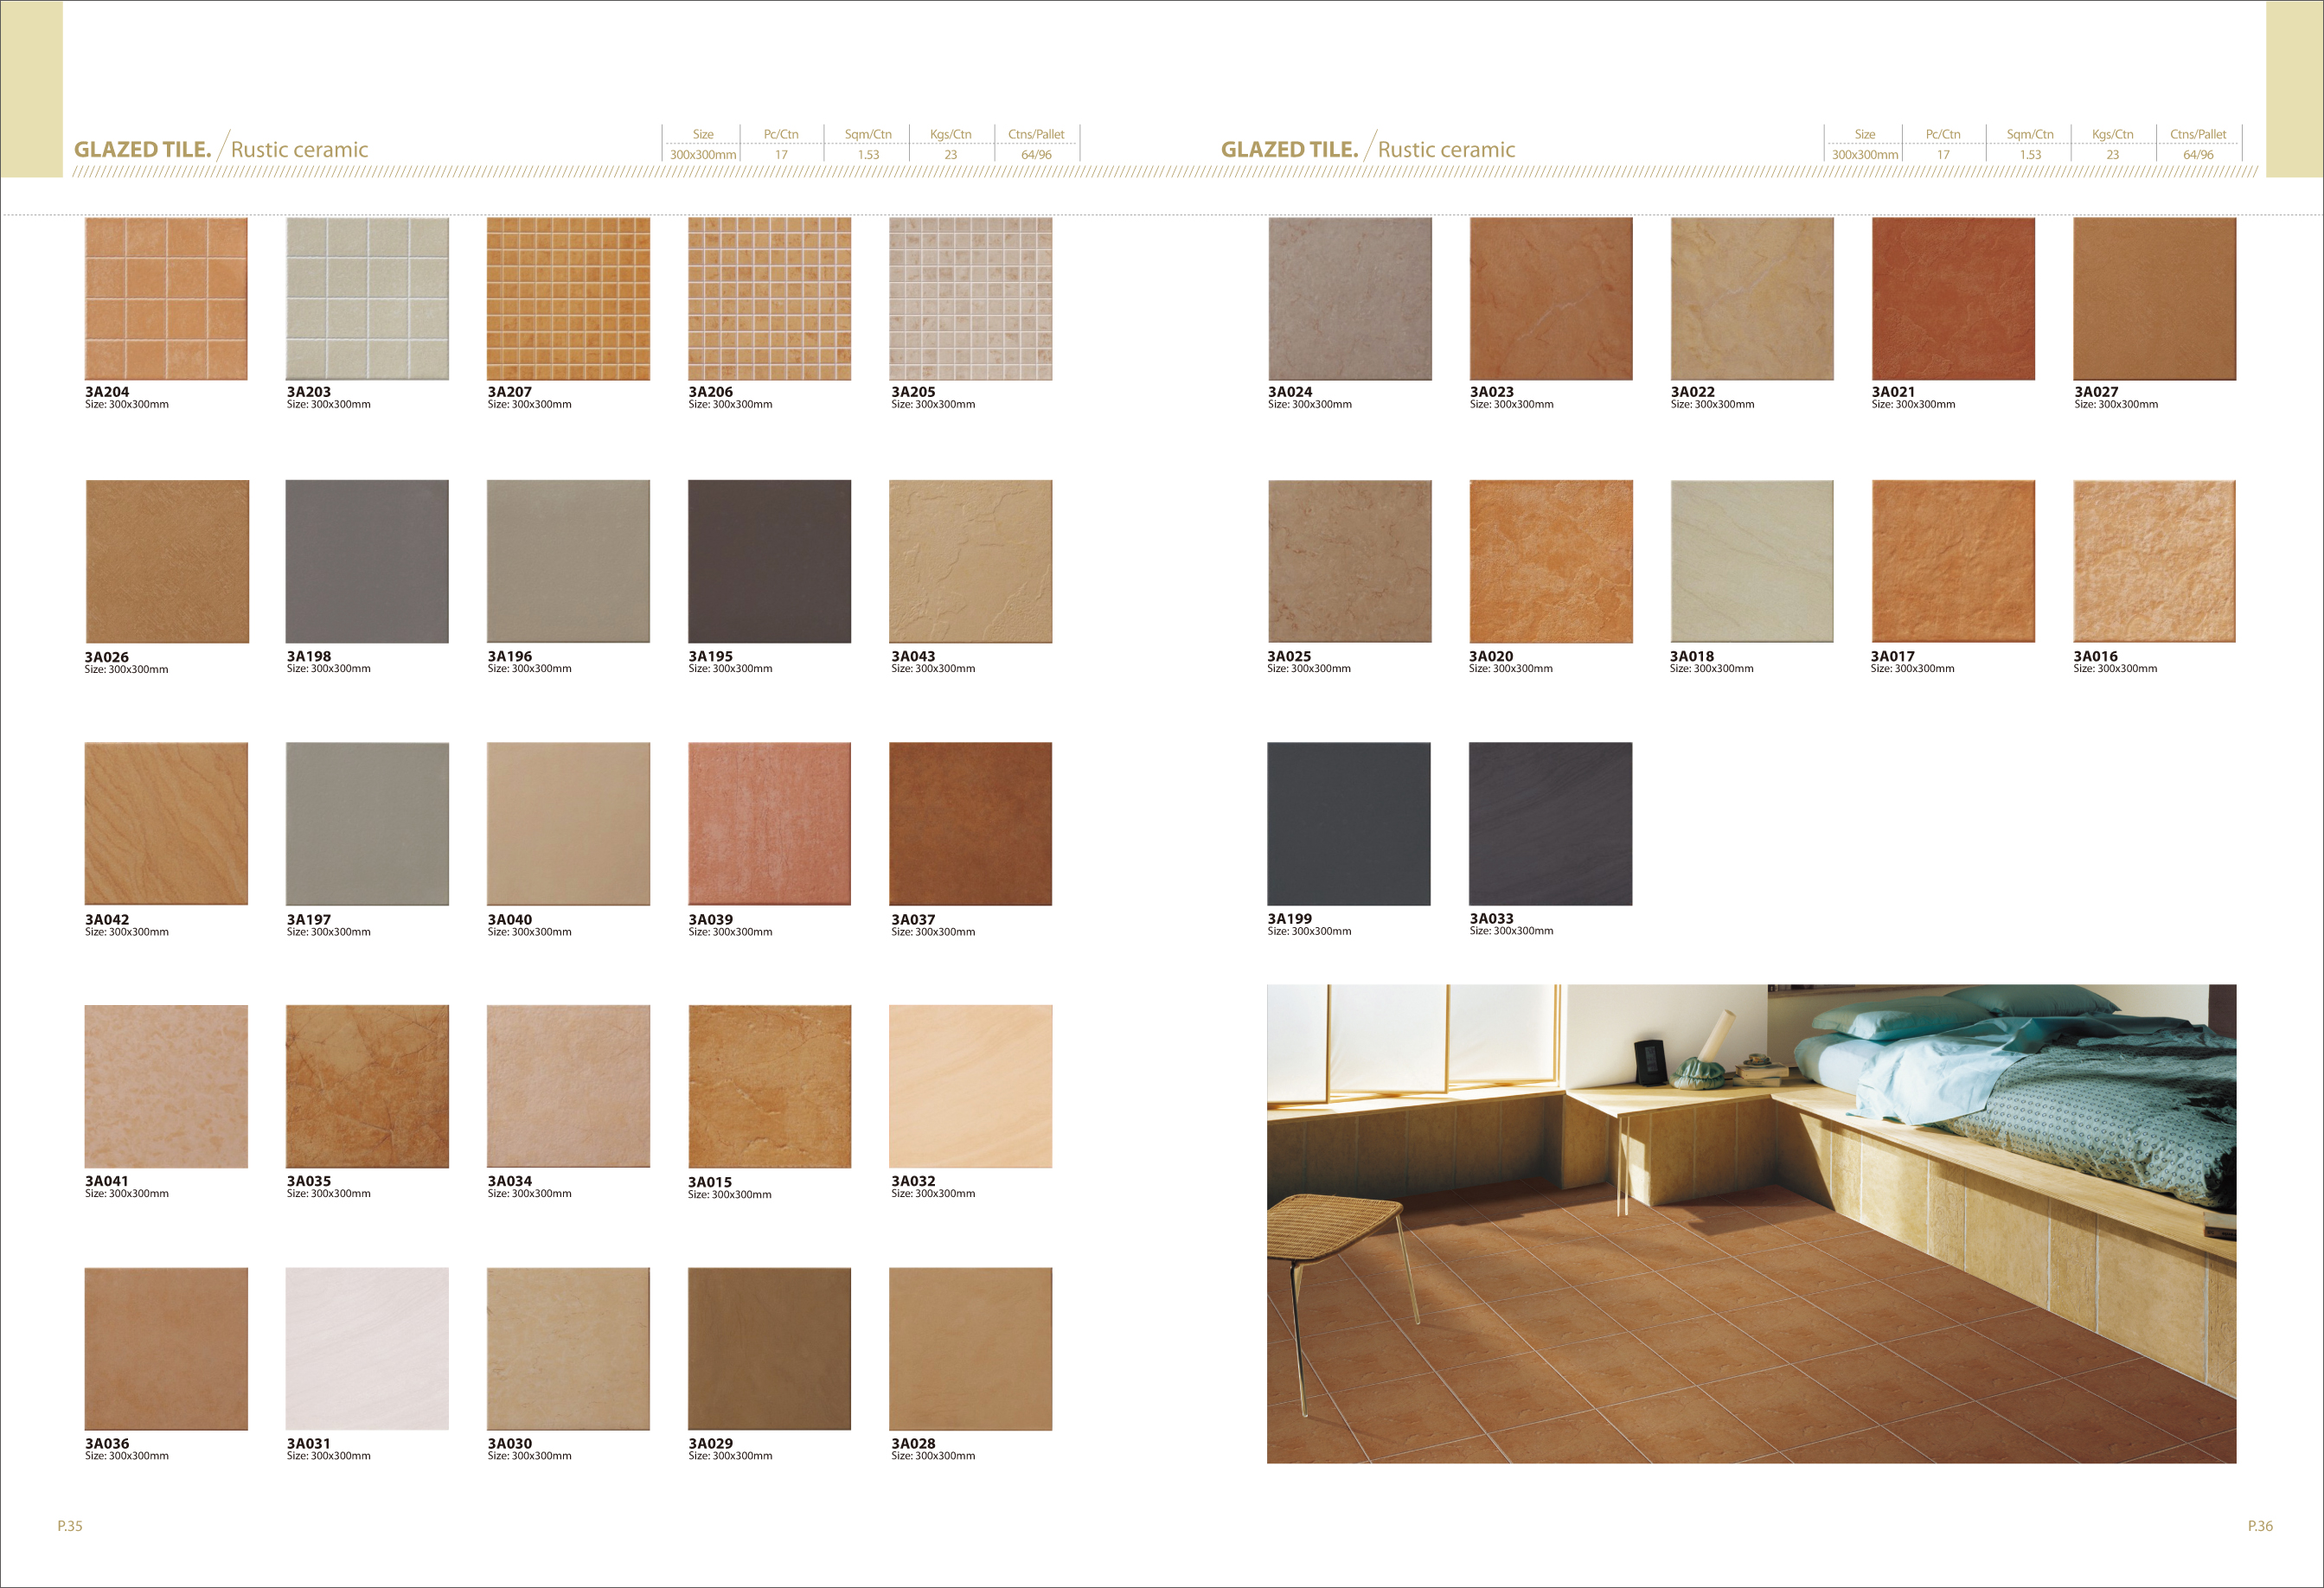 GLAZED TILE. / Rustic ceramic
Size Pc/Ctn Sqm/Ctn Kgs/Ctn Ctns/Pallet
300x300mm 17 1.53 23 64/96
3A204 3A203 3A207 3A206 3A205
Size: 300x300mm Size: 300x300mm Size: 300x300mm Size: 300x300mm Size: 300x300mm
3A026 3A198 3A196 3A195 3A043
Size: 300x300mm Size: 300x300mm Size: 300x300mm Size: 300x300mm Size: 300x300mm
3A042 3A197 3A040 3A039 3A037
Size: 300x300mm Size: 300x300mm Size: 300x300mm Size: 300x300mm Size: 300x300mm
3A041 3A035 3A034 3A015 3A032
Size: 300x300mm Size: 300x300mm Size: 300x300mm Size: 300x300mm Size: 300x300mm
3A036 3A031 3A030 3A029 3A028
Size: 300x300mm Size: 300x300mm Size: 300x300mm Size: 300x300mm Size: 300x300mm
P.35
GLAZED TILE. / Rustic ceramic
Size Pc/Ctn Sqm/Ctn Kgs/Ctn Ctns/Pallet
300x300mm 17 1.53 23 64/96
3A024 3A023 3A022 3A021 3A027
Size: 300x300mm Size: 300x300mm Size: 300x300mm Size: 300x300mm Size: 300x300mm
3A025 3A020 3A018 3A017 3A016
Size: 300x300mm Size: 300x300mm Size: 300x300mm Size: 300x300mm Size: 300x300mm
3A199 3A033
Size: 300x300mm Size: 300x300mm
P.36